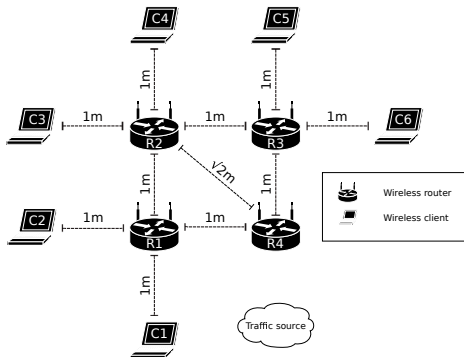 C4
C5
1m
1m
C3
1m
1m
1m
C6
R2
R3
√2m
1m
1m
Wireless router
C2
1m
1m
Wireless client
R1
R4
1m
Traffic source
C1